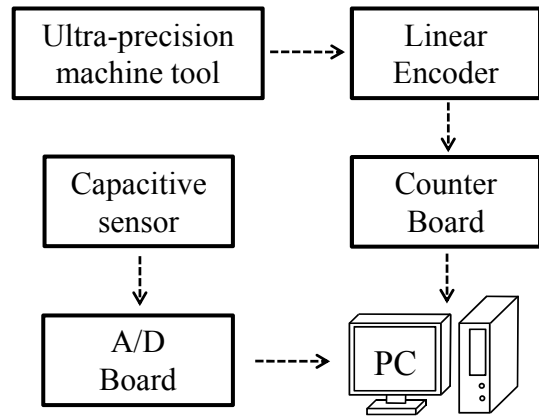 Ultra-precision
machine tool
Linear
Encoder
Capacitive
sensor
Counter
Board
A/D
Board
PC